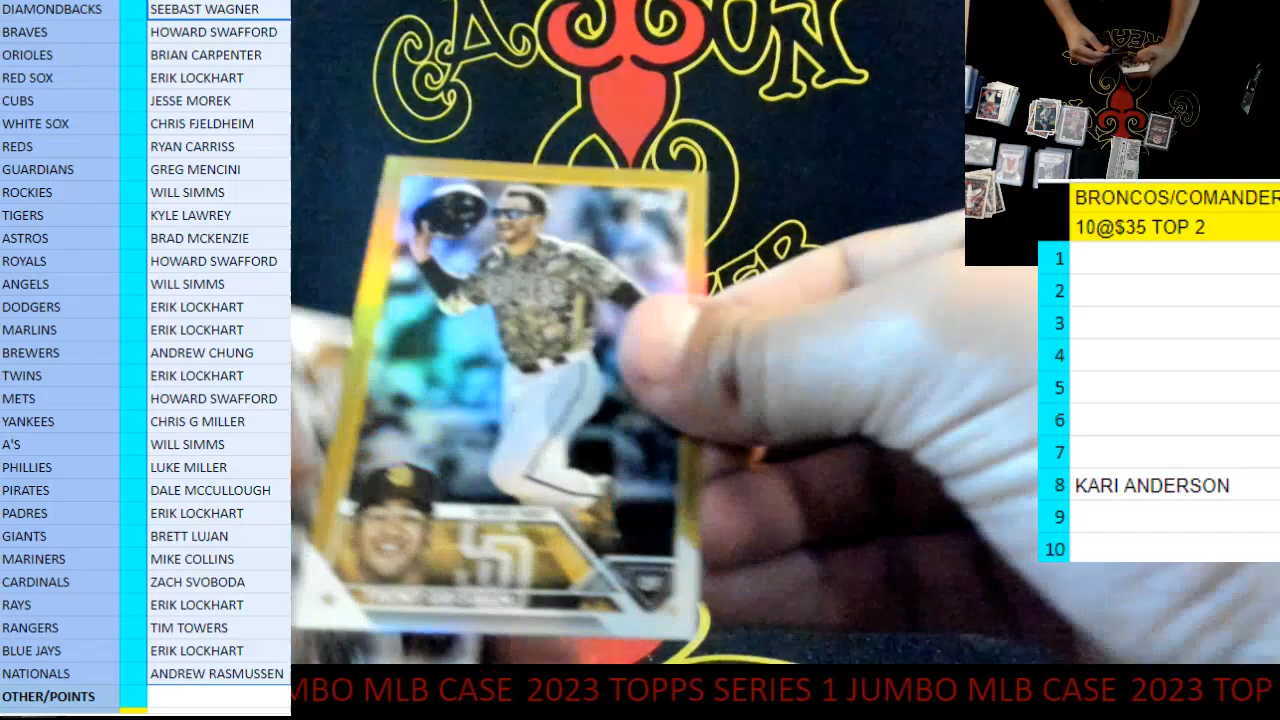 DIAMONDBACKS SEEBAST WAGNER
BRAVES HOWARD SWAFFORD
ORIOLES BRIAN CARPENTER
RED SOX ERIK LOCKHART
CUBS JESSE MOREK
WHITE SOX CHRIS FJELDHEIM
REDS RYAN CARRISS
GUARDIANS GREG MENCINI
ROCKIES WILL SIMMS
TIGERS KYLE LAWREY
ASTROS BRAD MCKENZIE
ROYALS HOWARD SWAFFORD
ANGELS WILL SIMMS
DODGERS ERIK LOCKHART
MARLINS ERIK LOCKHART
BREWERS ANDREW CHUNG
TWINS ERIK LOCKHART
METS HOWARD SWAFFORD
YANKEES CHRIS G MILLER
A'S WILL SIMMS
PHILLIES LUKE MILLER
PIRATES DALE MCCULLOUGH
PADRES ERIK LOCKHART
GIANTS BRETT LUJAN
MARINERS MIKE COLLINS
CARDINALS ZACH SVOBODA
RAYS ERIK LOCKHART
RANGERS TIM TOWERS
BLUE JAYS ERIK LOCKHART
NATIONALS ANDREW RASMUSSEN
OTHER/POINTS
BRONCOS/COMANDER
10@$35 TOP 2
1
2
3
4
5
6
7
8 KARI ANDERSON
9
10
MBO MLB CASE 2023 TOPPS SERIES 1 JUMBO MLB CASE 2023 TOP